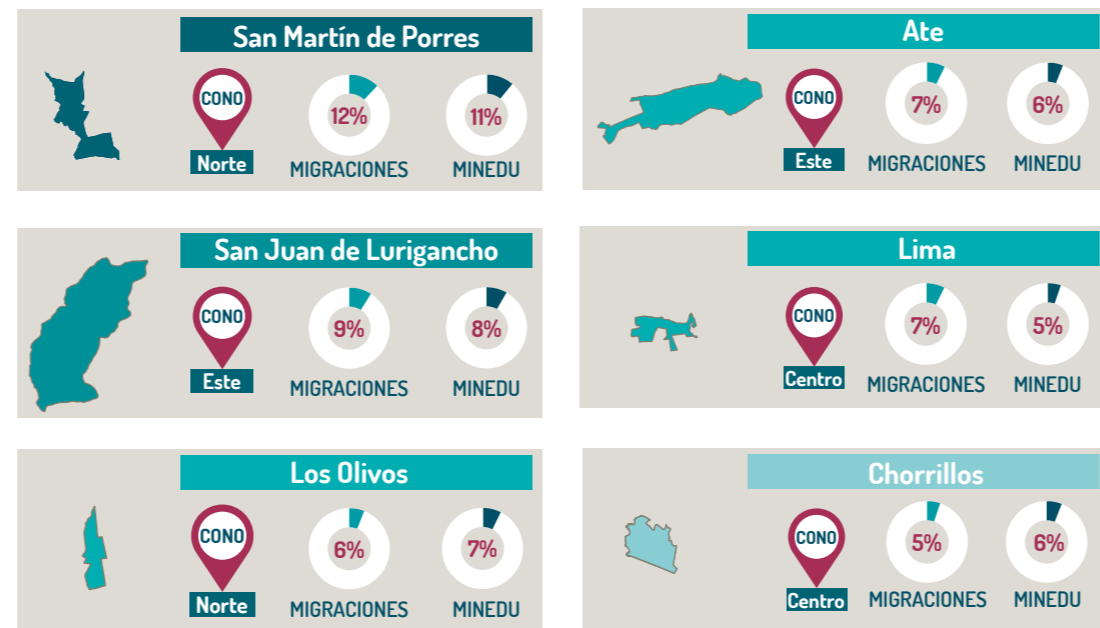 San Martín de Porres
CONO
Norte
12%
MIGRACIONES
11%
MINEDU
Ate
CONO
Este
7%
MIGRACIONES
6%
MINEDU
San Juan de Lurigancho
CONO
Este
9%
MIGRACIONES
8%
MINEDU
Lima
CONO
Centro
7%
MIGRACIONES
5%
MINEDU
Los Olivos
CONO
Norte
6%
MIGRACIONES
7%
MINEDU
Chorrillos
CONO
Centro
5%
MIGRACIONES
6%
MINEDU